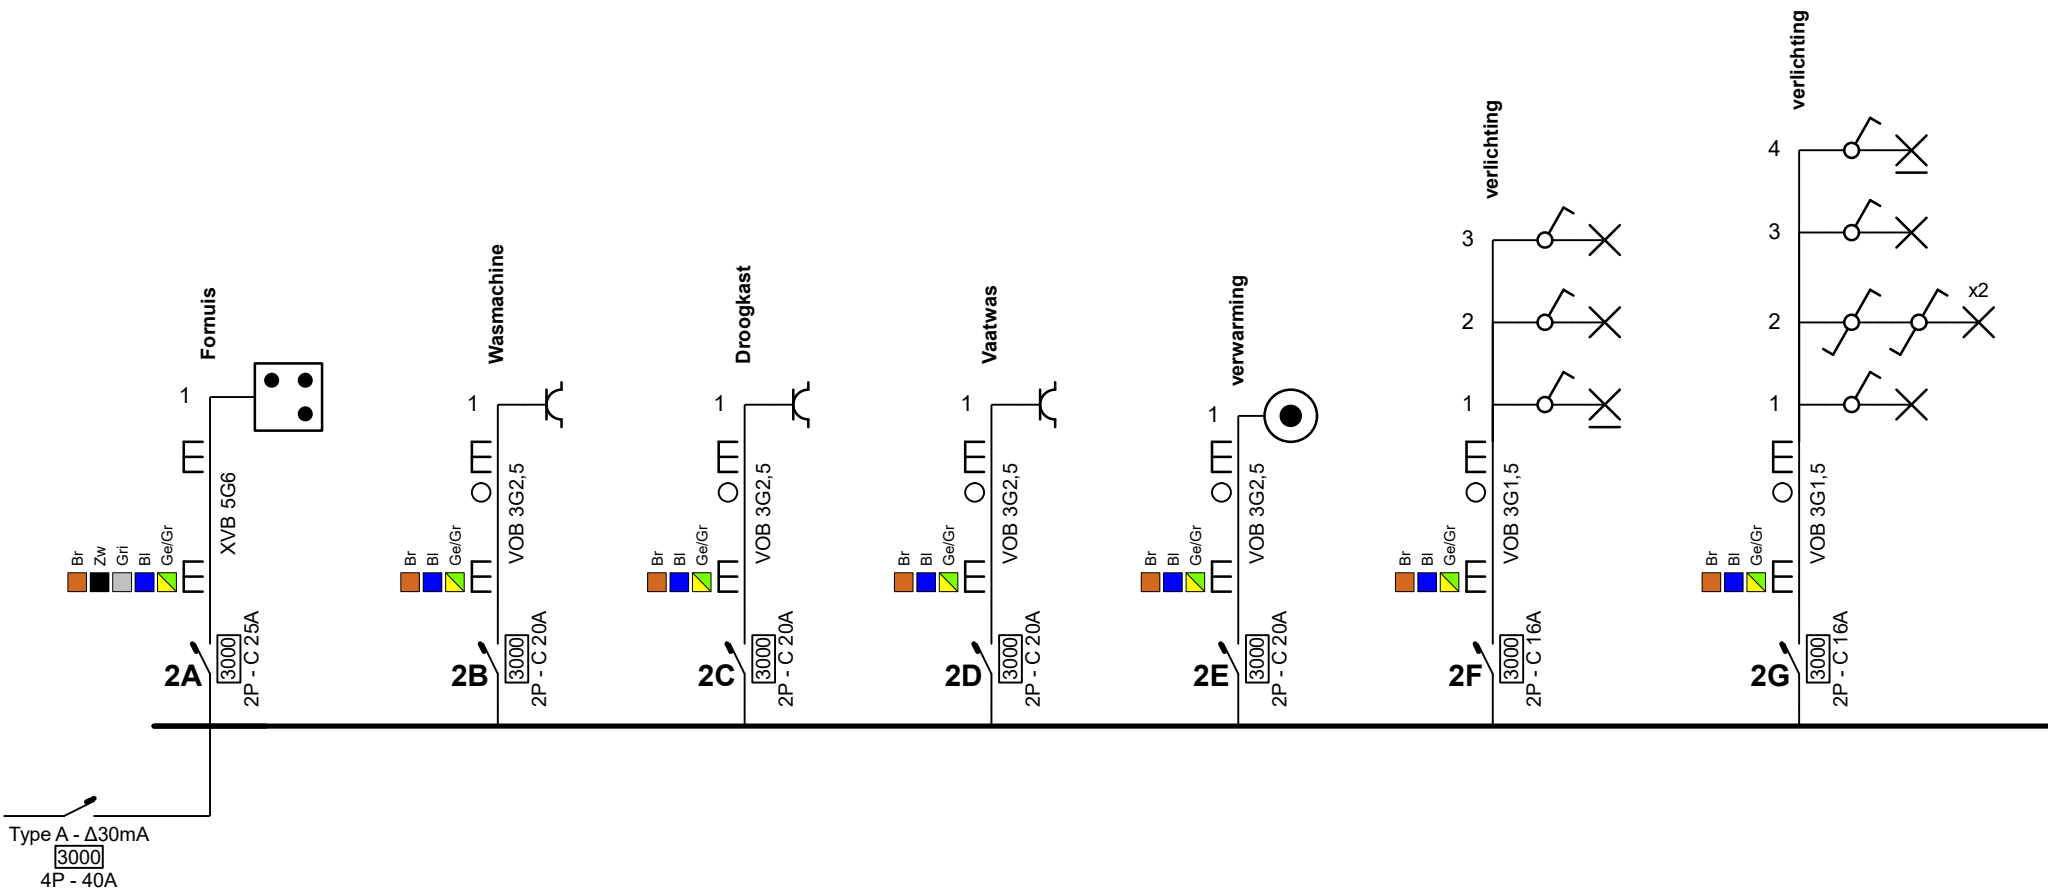 Fornuis
1
XVB 5G6
Br
Zw
Gri
Bl
Ge/Gr
2A
3000
2P - C 25A
Wasmachine
1
VOB 3G2,5
Br
Bl
Ge/Gr
2B
3000
2P - C 20A
Droogkast
1
VOB 3G2,5
Br
Bl
Ge/Gr
2C
3000
2P - C 20A
Vaatwas
1
VOB 3G2,5
Br
Bl
Ge/Gr
2D
3000
2P - C 20A
verwarming
1
VOB 3G2,5
Br
Bl
Ge/Gr
2E
3000
2P - C 20A
verlichting
3
2
1
VOB 3G1,5
Br
Bl
Ge/Gr
2F
3000
2P - C 16A
verlichting
4
3
2
x2
1
VOB 3G1,5
Br
Bl
Ge/Gr
2G
3000
2P - C 16A
Type A - Δ30mA
3000
4P - 40A